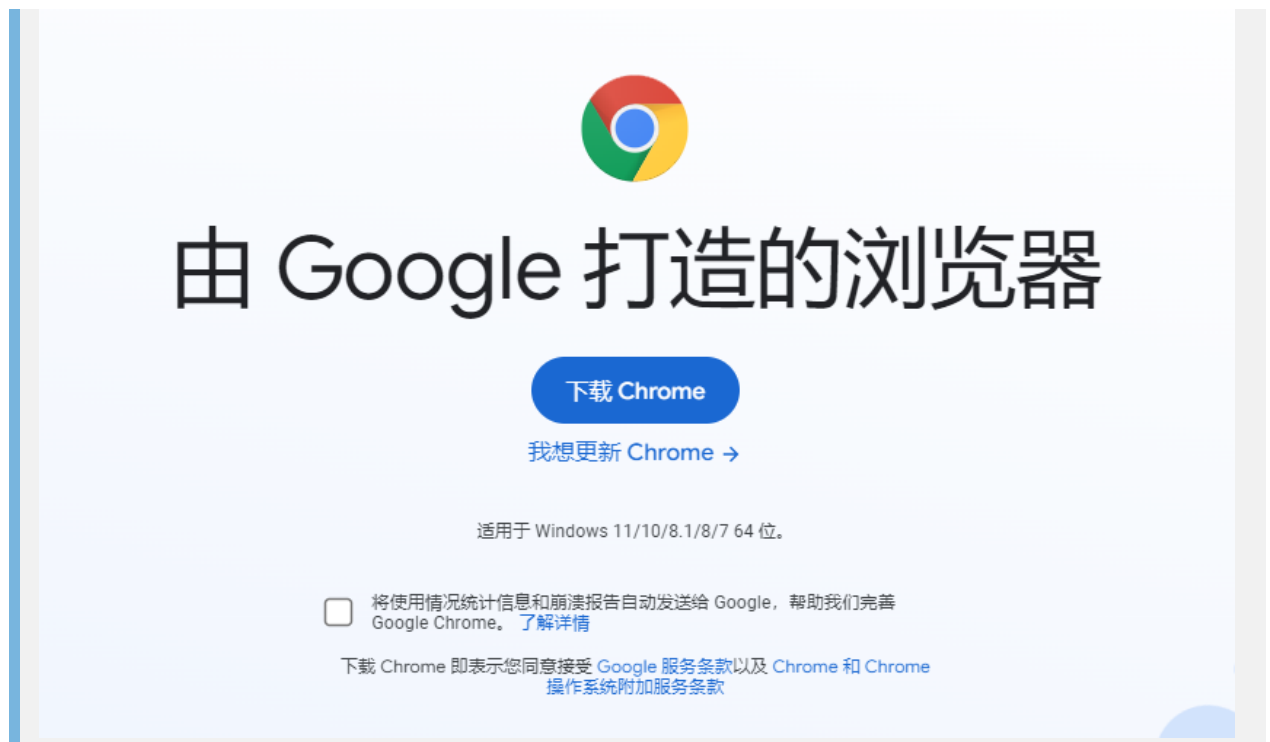 由 Google 打造的浏览器
下载 Chrome
我想更新 Chrome →
适用于 Windows 11/10/8.1/8/7 64 位。
将使用情况统计信息和崩溃报告自动发送给 Google，帮助我们完善
Google Chrome。 了解详情
下载 Chrome 即表示您同意接受 Google 服务条款以及 Chrome 和 Chrome
操作系统附加服务条款